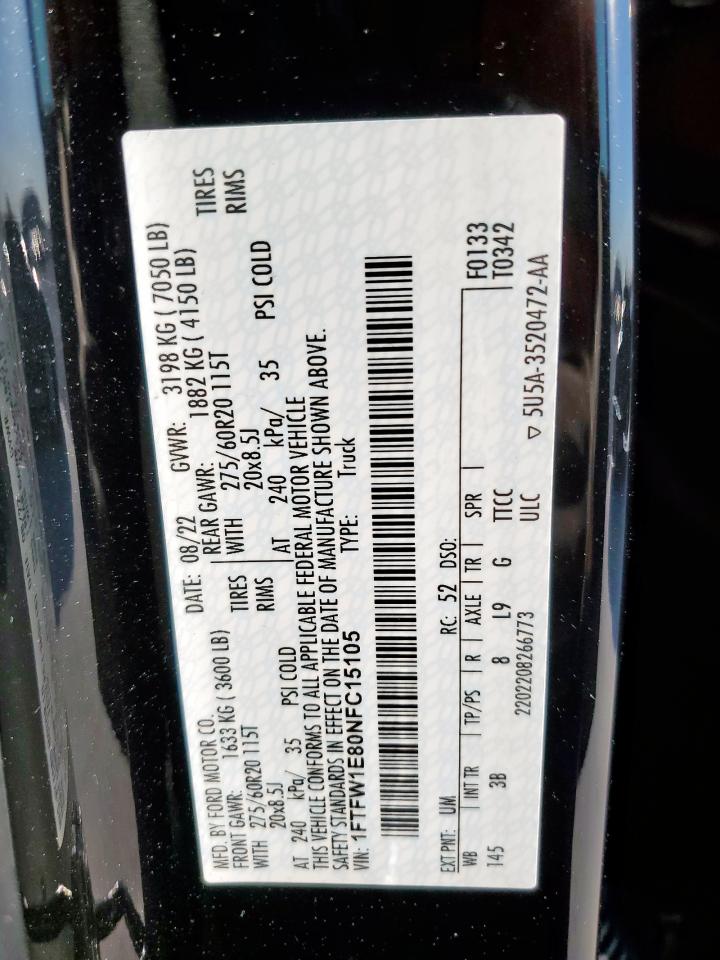 MFD. BY FORD MOTOR CO.
DATE: 08/22 GVWR: 3198 KG ( 7050 LB)
FRONT GAWR: 1633 KG ( 3600 LB) REAR GAWR: 1882 KG ( 4150 LB)
WITH 275/60R20 115T TIRES WITH 275/60R20 115T TIRES
20x8.5J RIMS 20x8.5J RIMS
AT 240 kPa/ 35 PSI COLD AT 240 kPa/ 35 PSI COLD
THIS VEHICLE CONFORMS TO ALL APPLICABLE FEDERAL MOTOR VEHICLE
SAFETY STANDARDS IN EFFECT ON THE DATE OF MANUFACTURE SHOWN ABOVE.
VIN: 1FTFW1E80NFC15105 TYPE: Truck
EXT PNT: UM RC: 52 DSO:
WB INT TR TP/PS R AXLE TR SPR F0133
145 3B 8 L9 G TTCC T0342
ULC
2202208266773 ▽ 5U5A-3520472-AA